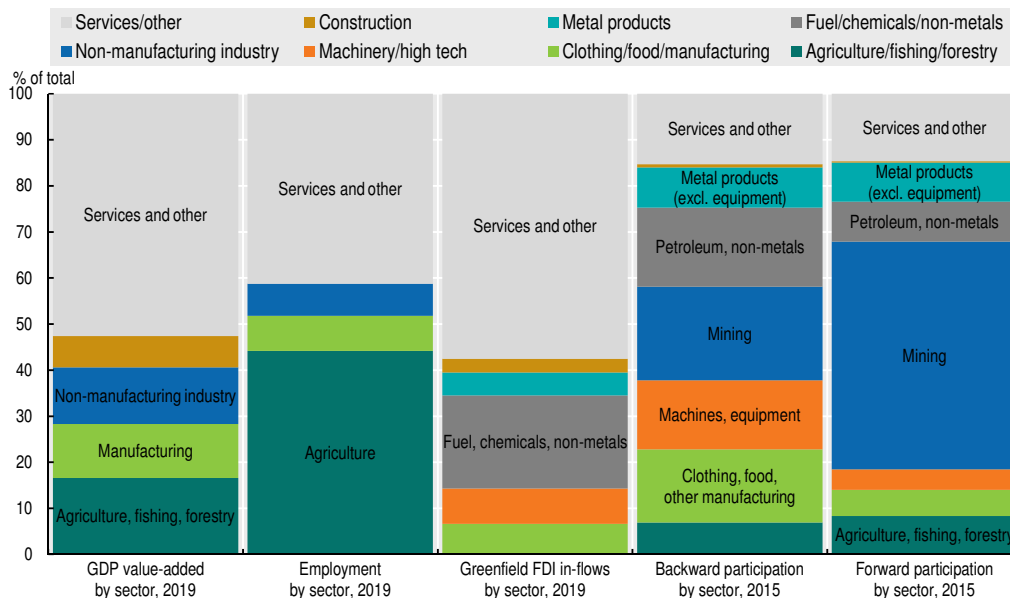 Services/other
Construction
Metal products
Fuel/chemicals/non-metals
Non-manufacturing industry
Machinery/high tech
Clothing/food/manufacturing
Agriculture/fishing/forestry
% of total
100
90
80
70
60
50
40
30
20
10
0
Services and other
Non-manufacturing industry
Manufacturing
Agriculture, fishing, forestry
Services and other
Agriculture
Services and other
Fuel, chemicals, non-metals
Services and other
Metal products
(excl. equipment)
Petroleum, non-metals
Mining
Machines, equipment
Clothing, food,
other manufacturing
Services and other
Metal products
(excl. equipment)
Petroleum, non-metals
Mining
Agriculture, fishing, forestry
GDP value-added
by sector, 2019
Employment
by sector, 2019
Greenfield FDI in-flows
by sector, 2019
Backward participation
by sector, 2015
Forward participation
by sector, 2015